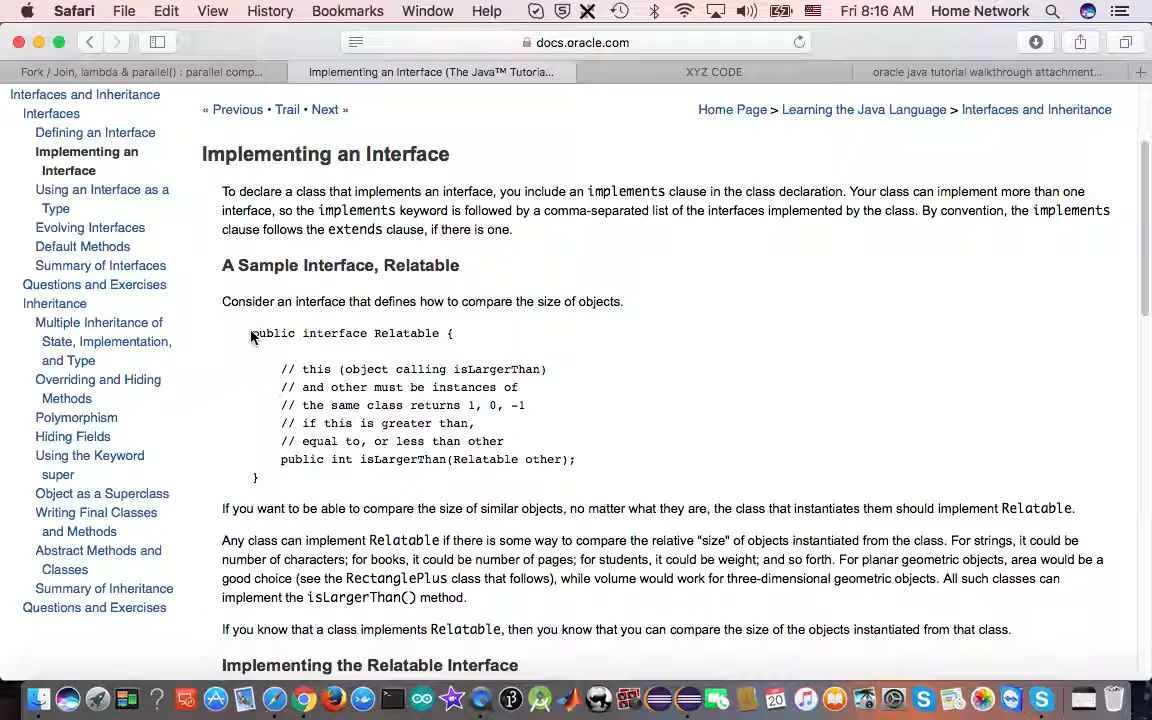 Safari File Edit View History Bookmarks Window Help Fri 8:16 AM Home Network
docs.oracle.com
Fork / Join, lambda & parallel() : parallel comp... Implementing an Interface (The Java™ Tutoria... XYZ CODE oracle java tutorial walkthrough attachment...
Interfaces and Inheritance
Interfaces
Defining an Interface
Implementing an
Interface
Using an Interface as a
Type
Evolving Interfaces
Default Methods
Summary of Interfaces
Questions and Exercises
Inheritance
Multiple Inheritance of
State, Implementation,
and Type
Overriding and Hiding
Methods
Polymorphism
Hiding Fields
Using the Keyword
super
Object as a Superclass
Writing Final Classes
and Methods
Abstract Methods and
Classes
Summary of Inheritance
Questions and Exercises
« Previous • Trail • Next »
Home Page > Learning the Java Language > Interfaces and Inheritance
Implementing an Interface
To declare a class that implements an interface, you include an implements clause in the class declaration. Your class can implement more than one
interface, so the implements keyword is followed by a comma-separated list of the interfaces implemented by the class. By convention, the implements
clause follows the extends clause, if there is one.
A Sample Interface, Relatable
Consider an interface that defines how to compare the size of objects.
public interface Relatable {
// this (object calling isLargerThan)
// and other must be instances of
// the same class returns 1, 0, -1
// if this is greater than,
// equal to, or less than other
public int isLargerThan(Relatable other);
}
If you want to be able to compare the size of similar objects, no matter what they are, the class that instantiates them should implement Relatable.
Any class can implement Relatable if there is some way to compare the relative "size" of objects instantiated from the class. For strings, it could be
number of characters; for books, it could be number of pages; for students, it could be weight; and so forth. For planar geometric objects, area would be a
good choice (see the RectanglePlus class that follows), while volume would work for three-dimensional geometric objects. All such classes can
implement the isLargerThan() method.
If you know that a class implements Relatable, then you know that you can compare the size of the objects instantiated from that class.
Implementing the Relatable Interface
20